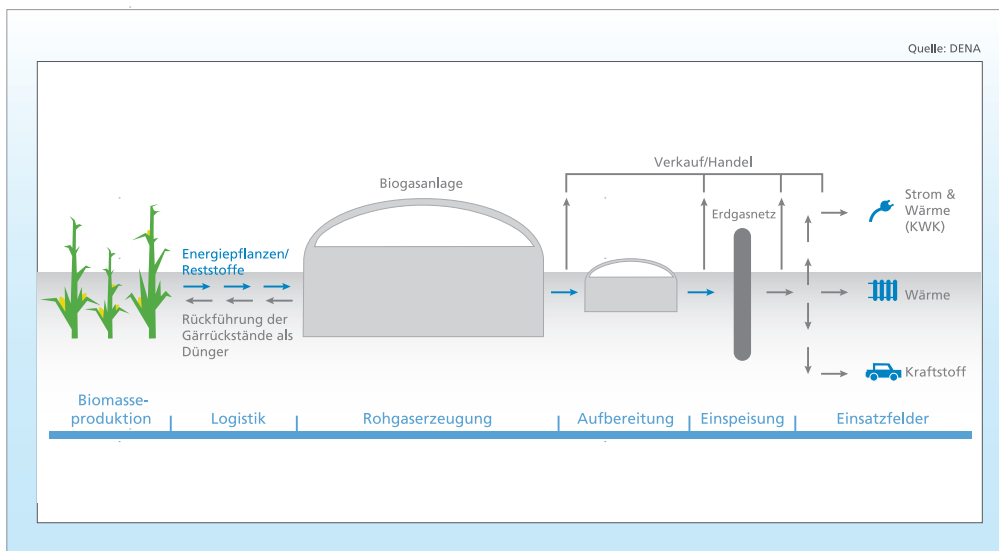 Quelle: DENA
Verkauf/Handel
Biogasanlage
Erdgasnetz
Strom &
Wärme
(KWK)
Energiepflanzen/
Reststoffe
Wärme
Rückführung der
Gärrückstände als
Dünger
Kraftstoff
Biomasse-
produktion
Logistik
Rohgaserzeugung
Aufbereitung
Einspeisung
Einsatzfelder